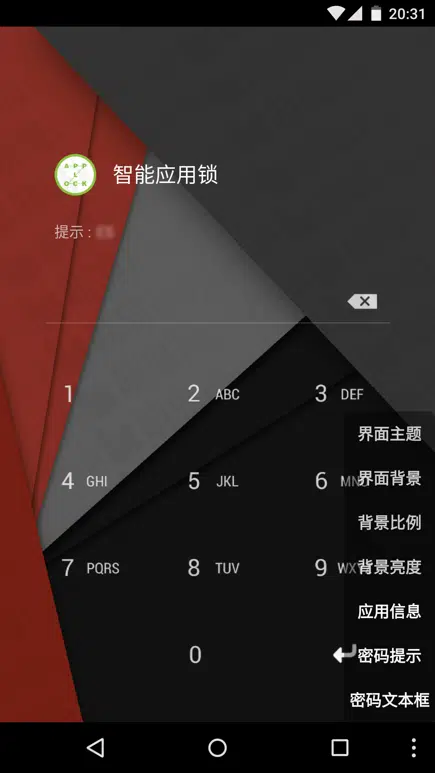 20:31
APP
L
OCK
智能应用锁
提示 :
1
2 ABC
3 DEF
界面主题
4 GHI
5 JKL
6 MN
界面背景
背景比例
7 PQRS
8 TUV
9 WX
背景亮度
应用信息
0
密码提示
密码文本框